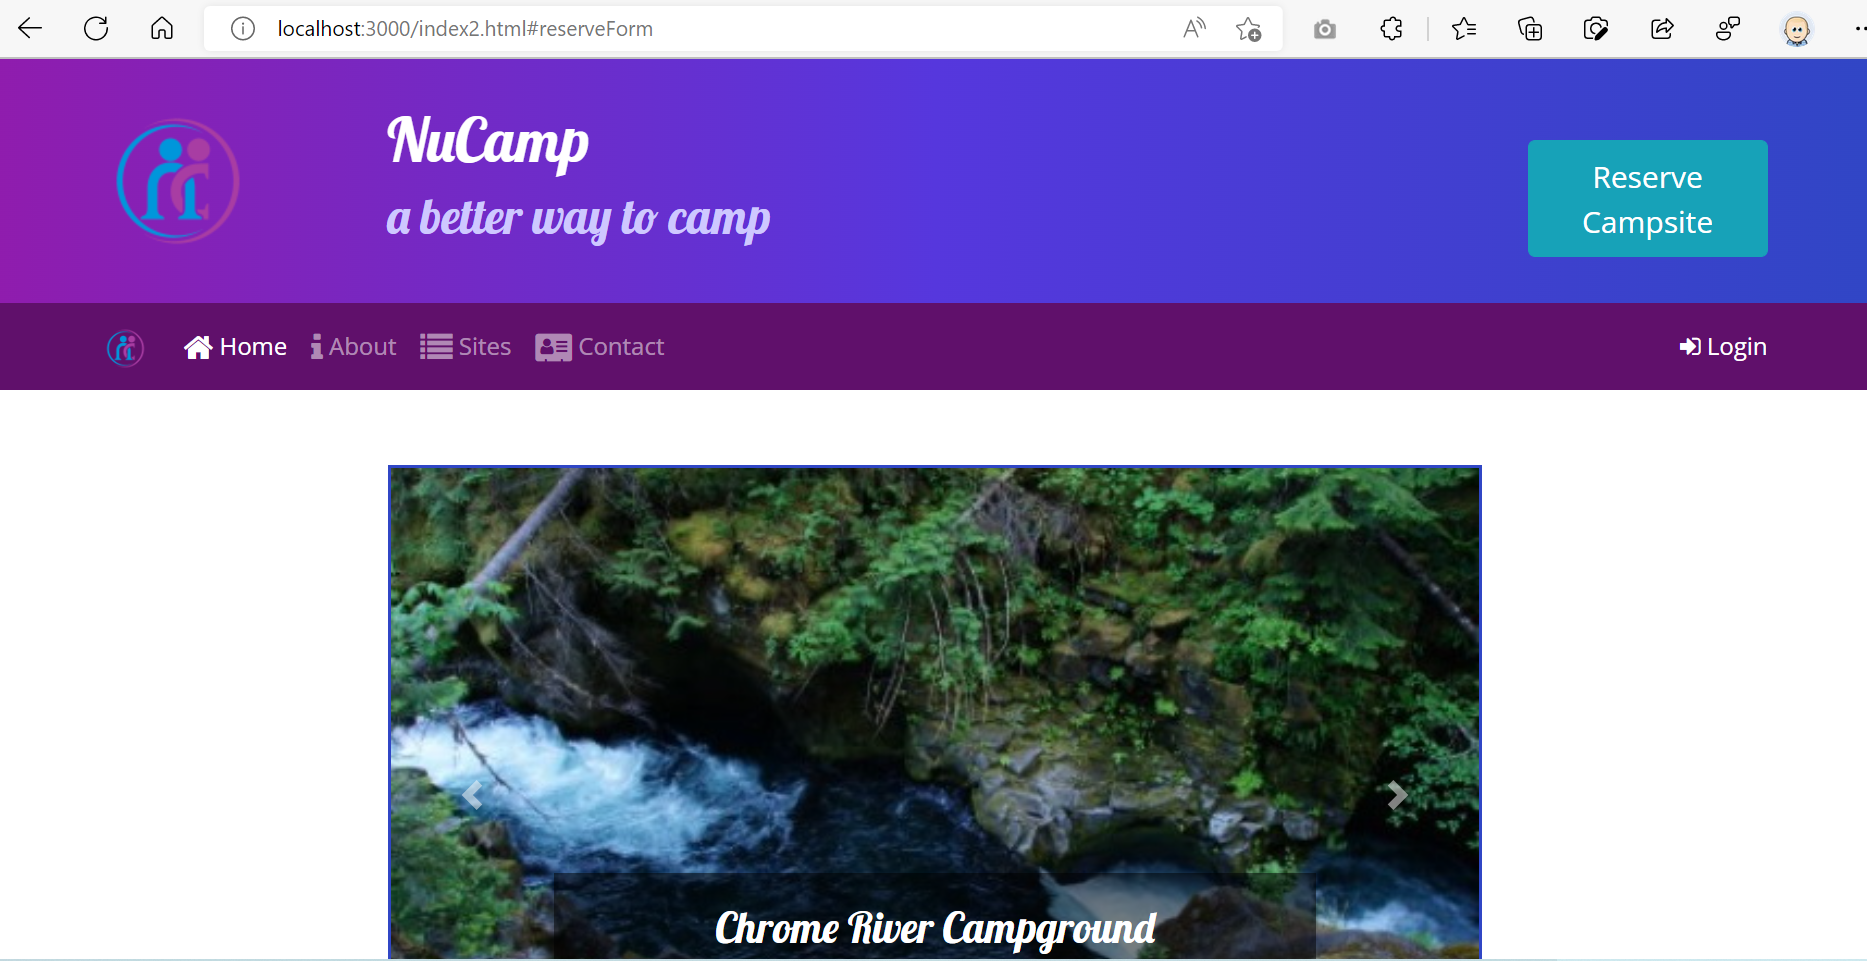 localhost:3000/index2.html#reserveForm
NuCamp
a better way to camp
Reserve
Campsite
Home About Sites Contact Login
Chrome River Campground